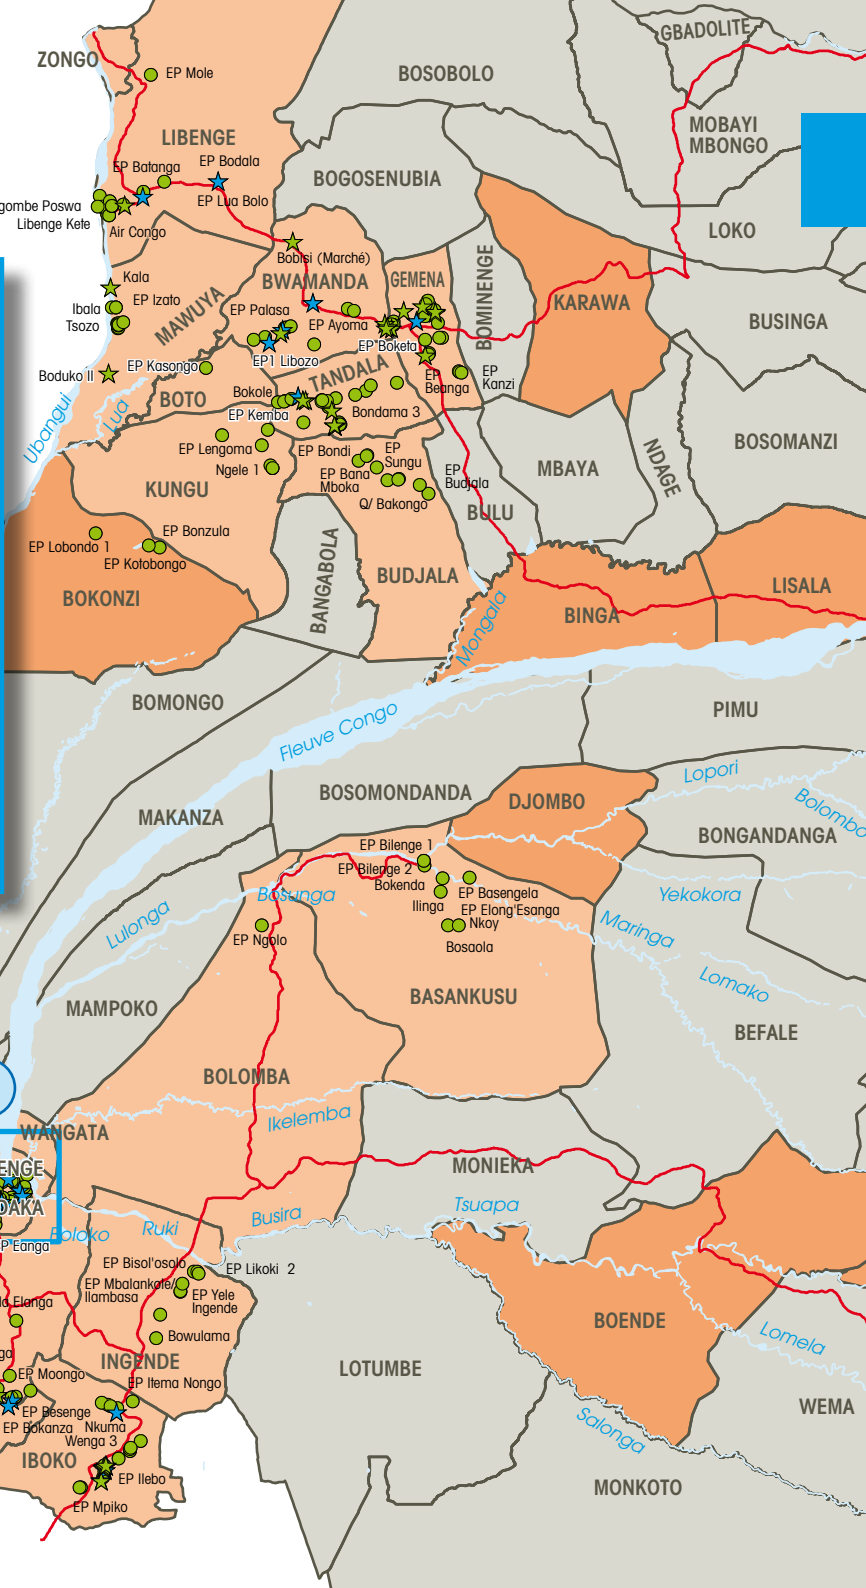 GBADOLITE
ZONGO
BOSOBOLO
EP Mole
MOBAYI
MBONGO
LIBENGE
EP Batanga
EP Bodala
BOGOSENUBIA
gombe Poswa
EP Lua Bolo
Libenge Kete
Air Congo
LOKO
Bobisi (Marché)
Kala
BWAMANDA
GEMENA
BOMINENGE
EP Izato
Ibala
MAWUYA
EP Palasa
KARAWA
BUSINGA
Tsozo
EP Ayoma
EP Boketa
EP1 Libozo
EP Kasongo
Boduko II
TANDALA
EP
Beanga
EP
Kanzi
BOTO
Bokole
Ubangui
Lua
EP Kemba
Bondama 3
EP Lengoma
EP Bondi
EP
Sungu
BOSOMANZI
Ngele 1
EP Bana
Mboka
EP
Budjala
MBAYA
NDAGE
KUNGU
Q/ Bakongo
BULU
EP Bonzula
EP Lobondo 1
EP Kotobongo
BANGABOLA
BUDJALA
LISALA
BOKONZI
BINGA
Mongala
BOMONGO
Fleuve Congo
PIMU
Lopori
BOSOMONDANDA
DJOMBO
Bolombo
MAKANZA
BONGANDANGA
EP Bilenge 1
EP Bilenge 2
Bokenda
Bosunga
EP Basengela
Yekokora
Ilinga
EP Elong'Esanga
Lulonga
Nkoy
Maringa
EP Ngolo
Bosaola
Lomako
BASANKUSU
MAMPOKO
BEFALE
BOLOMBA
Ikelemba
WANGATA
ENGE
MONIEKA
DAKA
Tsuapa
Busira
Boloko
Ruki
P Eanga
EP Bisol'osalo
EP Likoki 2
EP Mbalankole/
Ilambasa
EP Yele
Ingende
Elanga
BOENDE
Bowulama
Lomela
ga
INGENDE
LOTUMBE
EP Moongo
EP Itema Nongo
WEMA
EP Besenge
EP Bokanza
Nkuma
Salonga
Wenga 3
IBOKO
EP Ilebo
MONKOTO
EP Mpiko